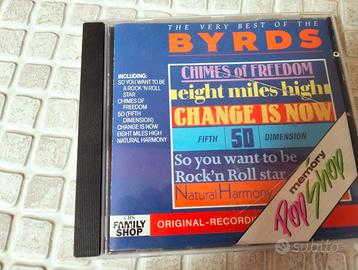 THE VERY BEST OF THE
BYRDS
INCLUDING:
SO YOU WANT TO BE
A ROCK 'N ROLL
STAR
CHIMES OF
FREEDOM
5D (FIFTH
DIMENSION)
CHANGE IS NOW
EIGHT MILES HIGH
NATURAL HARMONY
CHIMES of FREEDOM
eight miles high
CHANGE IS NOW
FIFTH 5D DIMENSION
So you want to be
Rock'n Roll star
Natural Harmony
memory
Pop Shop
CBS
FAMILY
SHOP
ORIGINAL-RECORDIN
subito